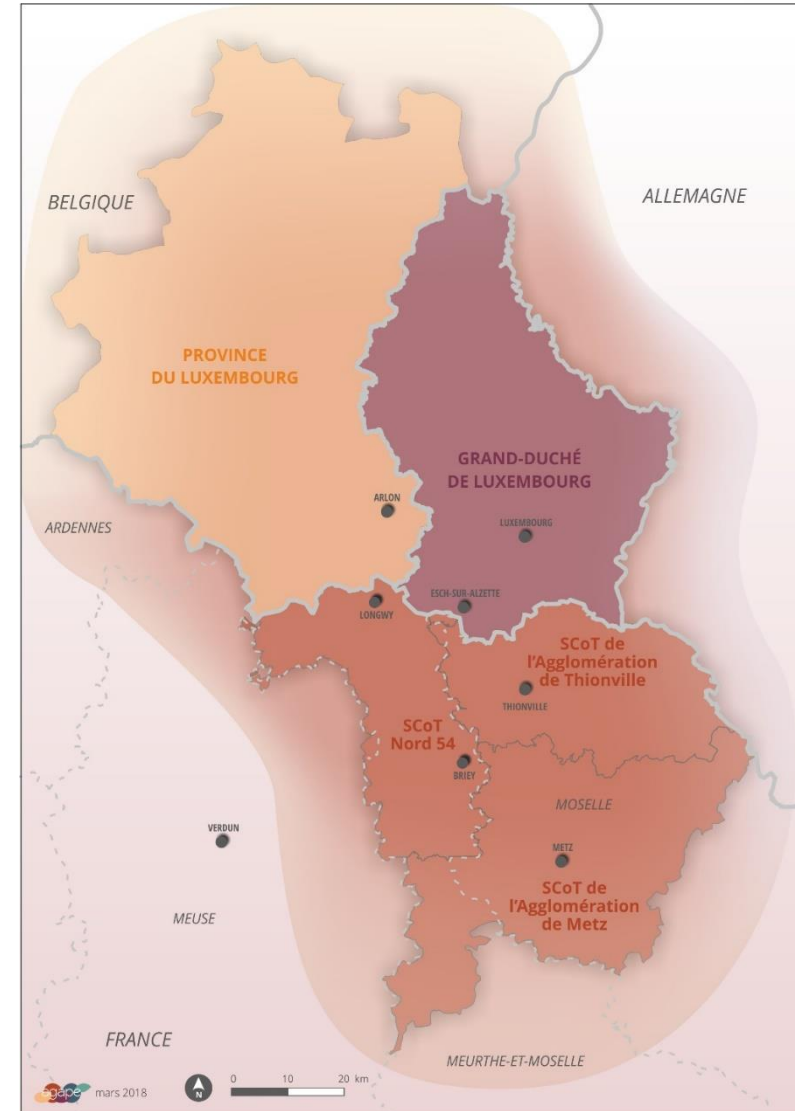 BELGIQUE
ALLEMAGNE
PROVINCE
DU LUXEMBOURG
GRAND-DUCHÉ
DE LUXEMBOURG
ARLON
LUXEMBOURG
ARDENNES
ESCH-SUR-ALZETTE
LONGWY
SCoT de
l'Agglomération
de Thionville
THIONVILLE
SCoT
Nord 54
BRIEY
MOSELLE
VERDUN
METZ
SCoT de
l'Agglomération
de Metz
MEUSE
FRANCE
MEURTHE-ET-MOSELLE
agape mars 2018
N
0 10 20 km